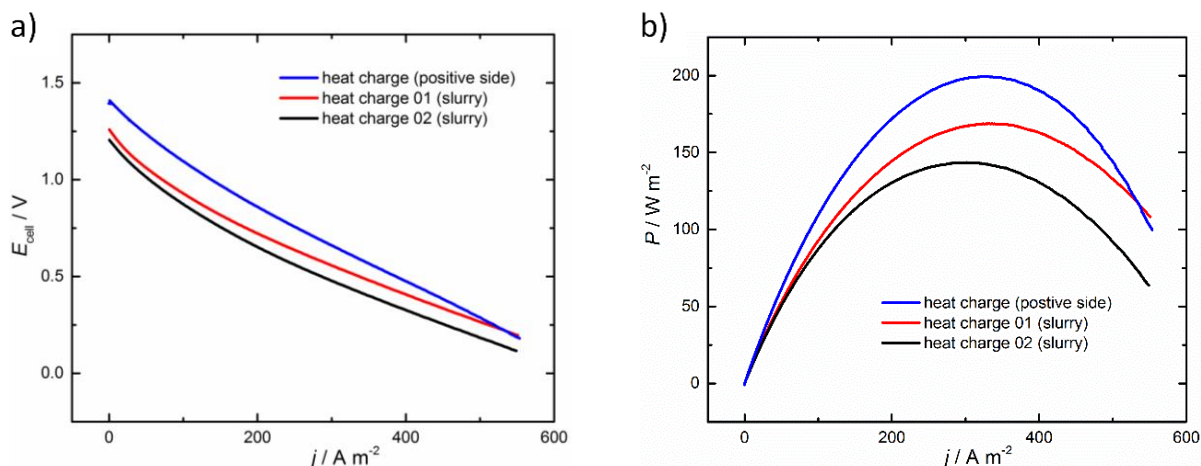 a)
1.5
1.0
0.5
0.0
E cell / V
heat charge (positive side)
heat charge 01 (slurry)
heat charge 02 (slurry)
0
200
400
600
j / A m-2
b)
200
150
100
50
0
P / W m-2
heat charge (postive side)
heat charge 01 (slurry)
heat charge 02 (slurry)
0
200
400
600
j / A m-2